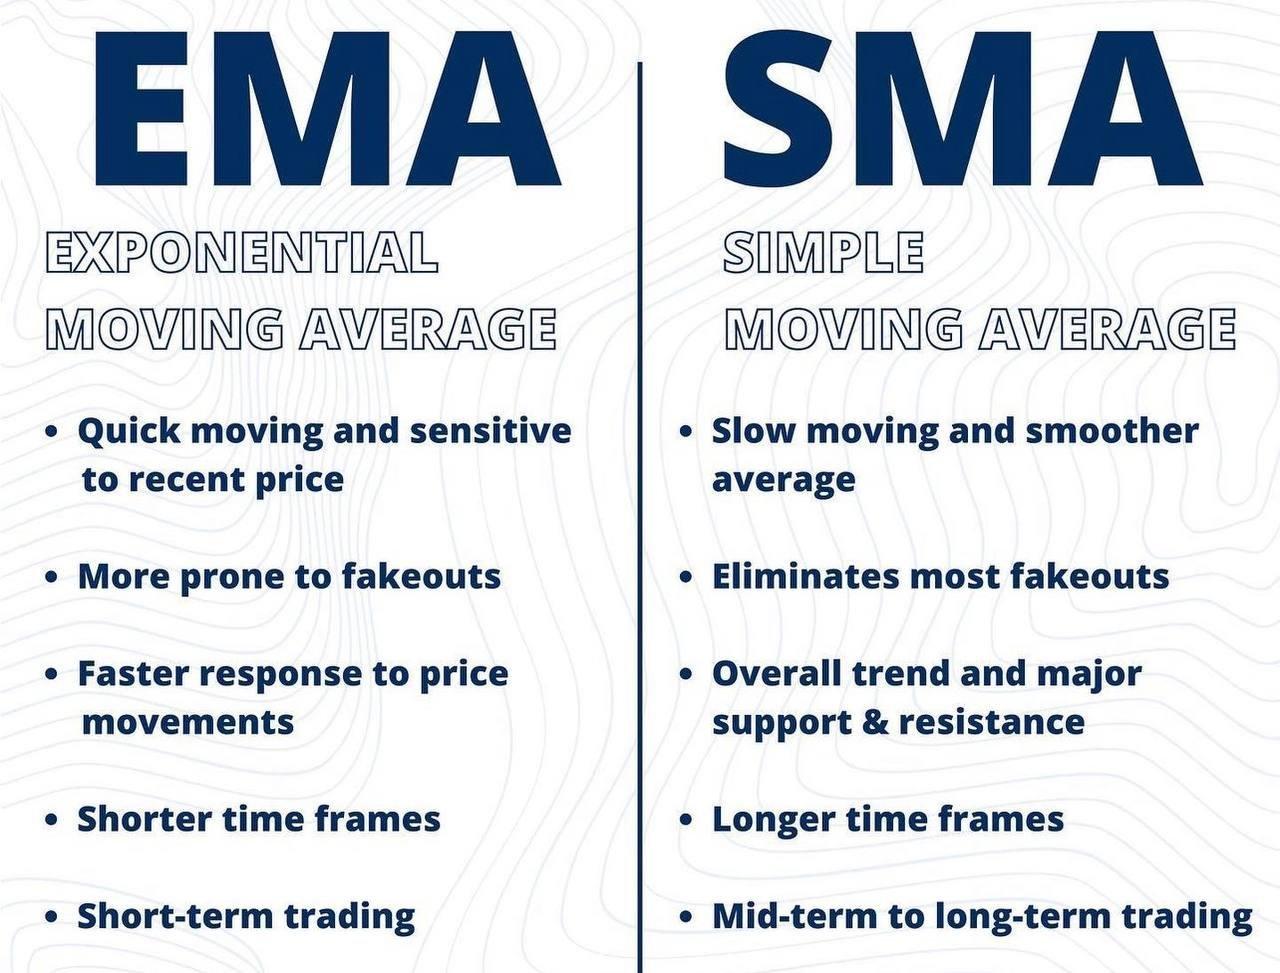 EMA
EXPONENTIAL
MOVING AVERAGE
• Quick moving and sensitive
to recent price
• More prone to fakeouts
• Faster response to price
movements
• Shorter time frames
• Short-term trading
SMA
SIMPLE
MOVING AVERAGE
• Slow moving and smoother
average
• Eliminates most fakeouts
• Overall trend and major
support & resistance
• Longer time frames
• Mid-term to long-term trading